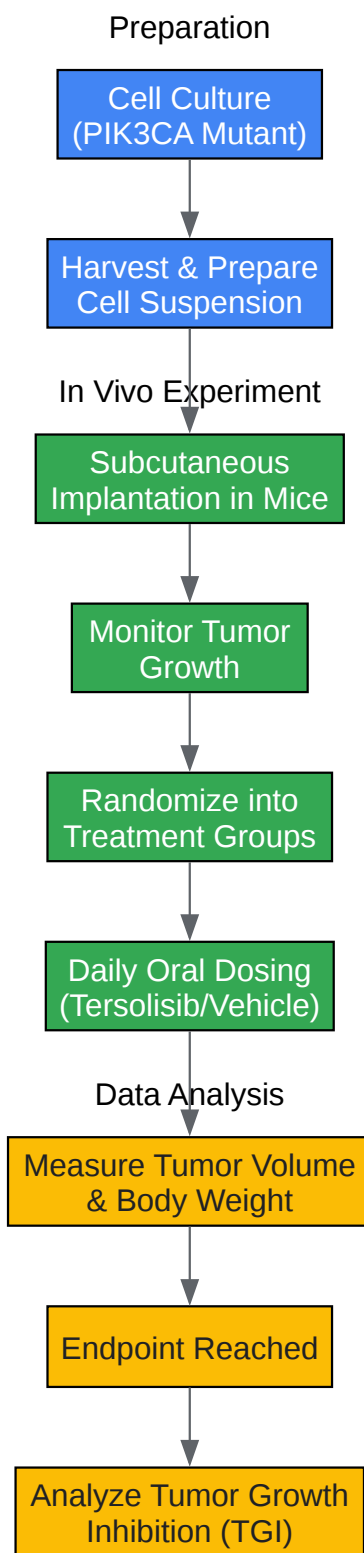 Preparation
Cell Culture
(PIK3CA Mutant)
Harvest & Prepare
Cell Suspension
In Vivo Experiment
Subcutaneous
Implantation in Mice
Monitor Tumor
Growth
Randomize into
Treatment Groups
Daily Oral Dosing
(Tersolisib/Vehicle)
Data Analysis
Measure Tumor Volume
& Body Weight
Endpoint Reached
Analyze Tumor Growth
Inhibition (TGI)